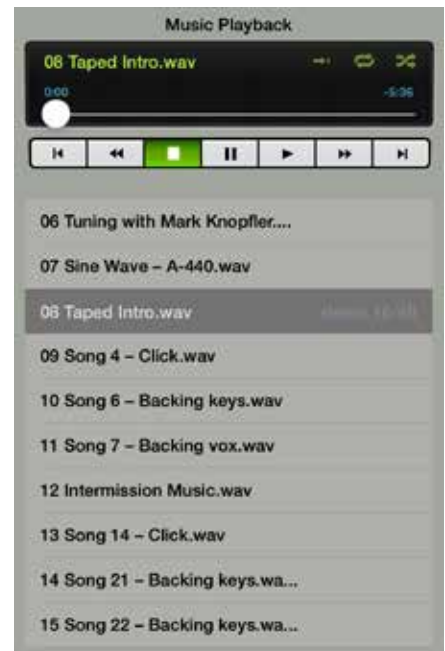 Music Playback
08 Taped Intro.wav
0:00 -5:36
06 Tuning with Mark Knopfler....
07 Sine Wave – A-440.wav
08 Taped Intro.wav
09 Song 4 – Click.wav
10 Song 6 – Backing keys.wav
11 Song 7 – Backing vox.wav
12 Intermission Music.wav
13 Song 14 – Click.wav
14 Song 21 – Backing keys.wa...
15 Song 22 – Backing keys.wa...